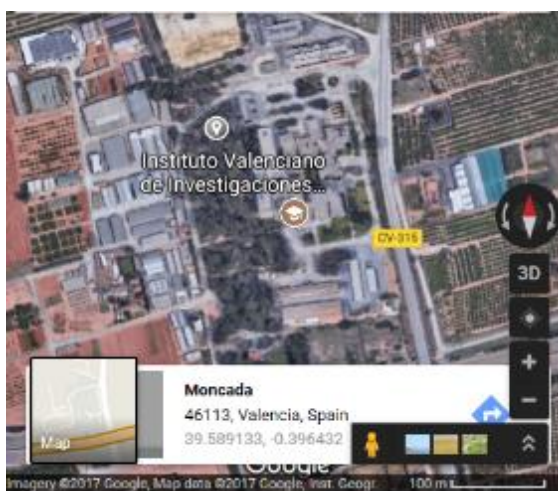 Instituto Valenciano
de Investigaciones...
CV-315
3D
Moncada
46113, Valencia, Spain
39.589133, -0.396432
Map
Google
Imagery ©2017 Google, Map data ©2017 Google, Inst. Geogr.
100 m